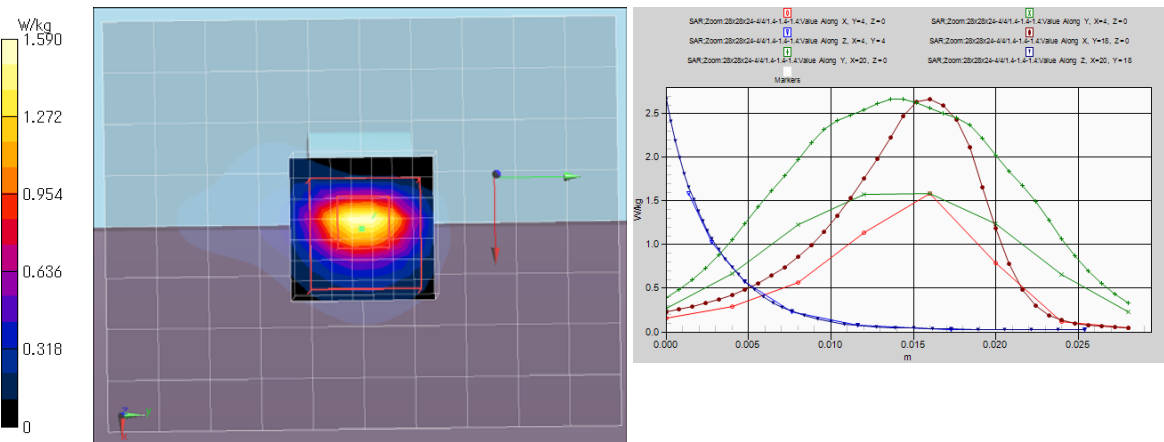 W/kg
1.590
1.272
0.954
0.636
0.318
0
z
y
x
SAR;Zoom:28x28x24-4/4/1.4-1.4-1.4:Value Along X, Y=4, Z=0
SAR;Zoom:28x28x24-4/4/1.4-1.4-1.4:Value Along Y, X=4, Z=0
SAR;Zoom:28x28x24-4/4/1.4-1.4-1.4:Value Along Z, X=4, Y=4
SAR;Zoom:28x28x24-4/4/1.4-1.4-1.4:Value Along X, Y=18, Z=0
SAR;Zoom:28x28x24-4/4/1.4-1.4-1.4:Value Along Y, X=20, Z=0
SAR;Zoom:28x28x24-4/4/1.4-1.4-1.4:Value Along Z, X=20, Y=18
Markers
W/kg
2.5
2.0
1.5
1.0
0.5
0.0
0.000 0.005 0.010 0.015 0.020 0.025
m